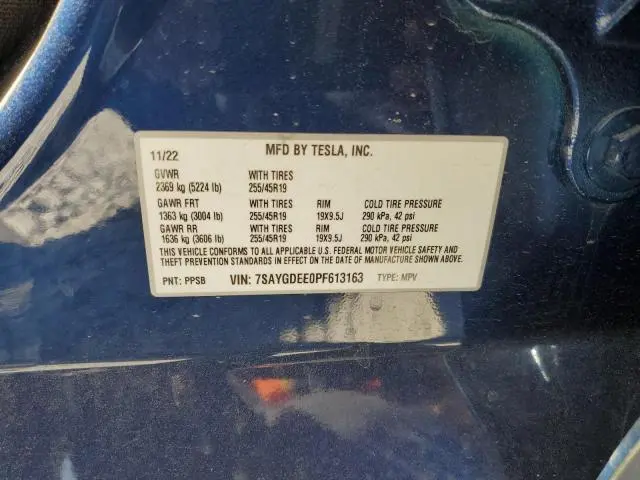 11/22 MFD BY TESLA, INC.
GVWR WITH TIRES
2369 kg (5224 lb) 255/45R19
GAWR FRT WITH TIRES RIM COLD TIRE PRESSURE
1363 kg (3004 lb) 255/45R19 19X9.5J 290 kPa, 42 psi
GAWR RR WITH TIRES RIM COLD TIRE PRESSURE
1636 kg (3606 lb) 255/45R19 19X9.5J 290 kPa, 42 psi
THIS VEHICLE CONFORMS TO ALL APPLICABLE U.S. FEDERAL MOTOR VEHICLE SAFETY AND
THEFT PREVENTION STANDARDS IN EFFECT ON THE DATE OF MANUFACTURE SHOWN ABOVE.
PNT: PPSB VIN: 7SAYGDEE0PF613163 TYPE: MPV